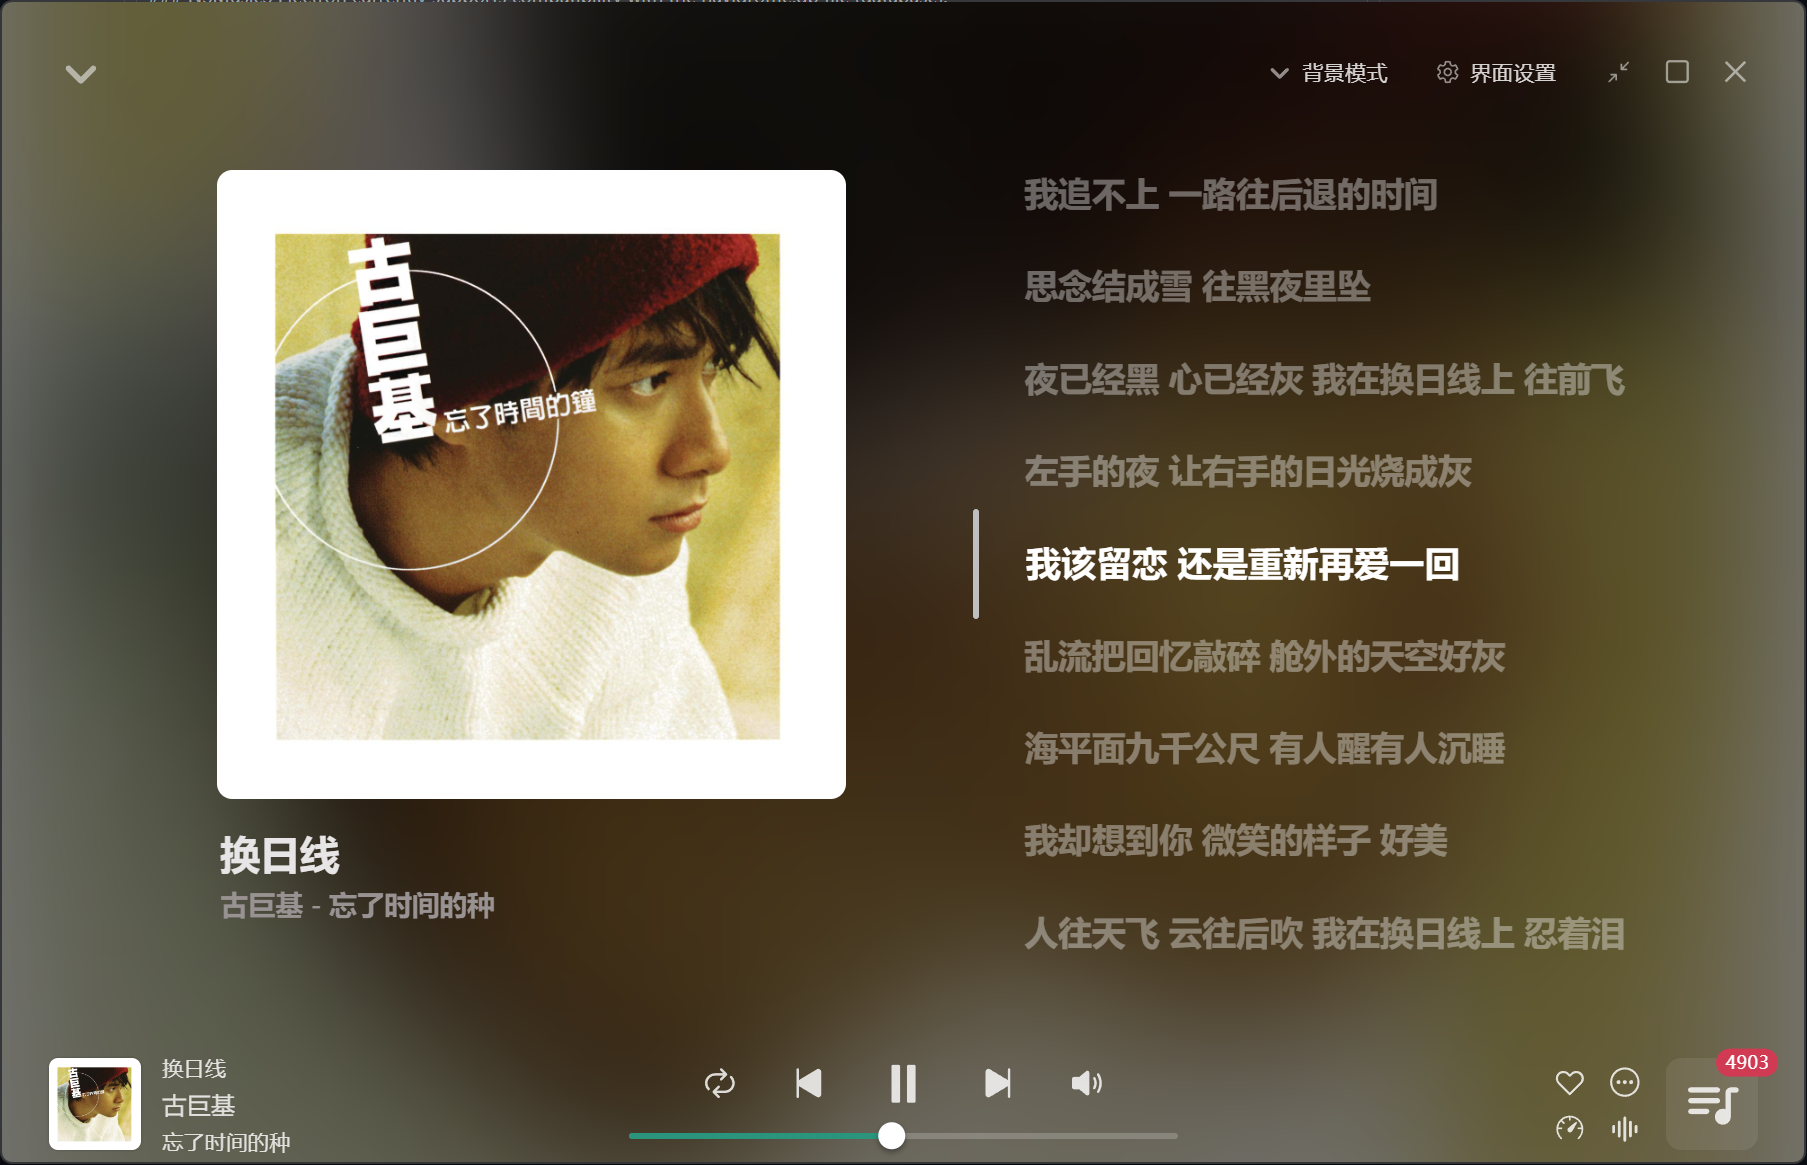 背景模式
界面设置
古巨基
忘了時間的鐘
我追不上 一路往后退的时间
思念结成雪 往黑夜里坠
夜已经黑 心已经灰 我在换日线上 往前飞
左手的夜 让右手的日光烧成灰
我该留恋 还是重新再爱一回
乱流把回忆敲碎 舱外的天空好灰
海平面九千公尺 有人醒有人沉睡
我却想到你 微笑的样子 好美
人往天飞 云往后吹 我在换日线上 忍着泪
换日线
古巨基 - 忘了时间的种
换日线
古巨基
忘了时间的种
4903